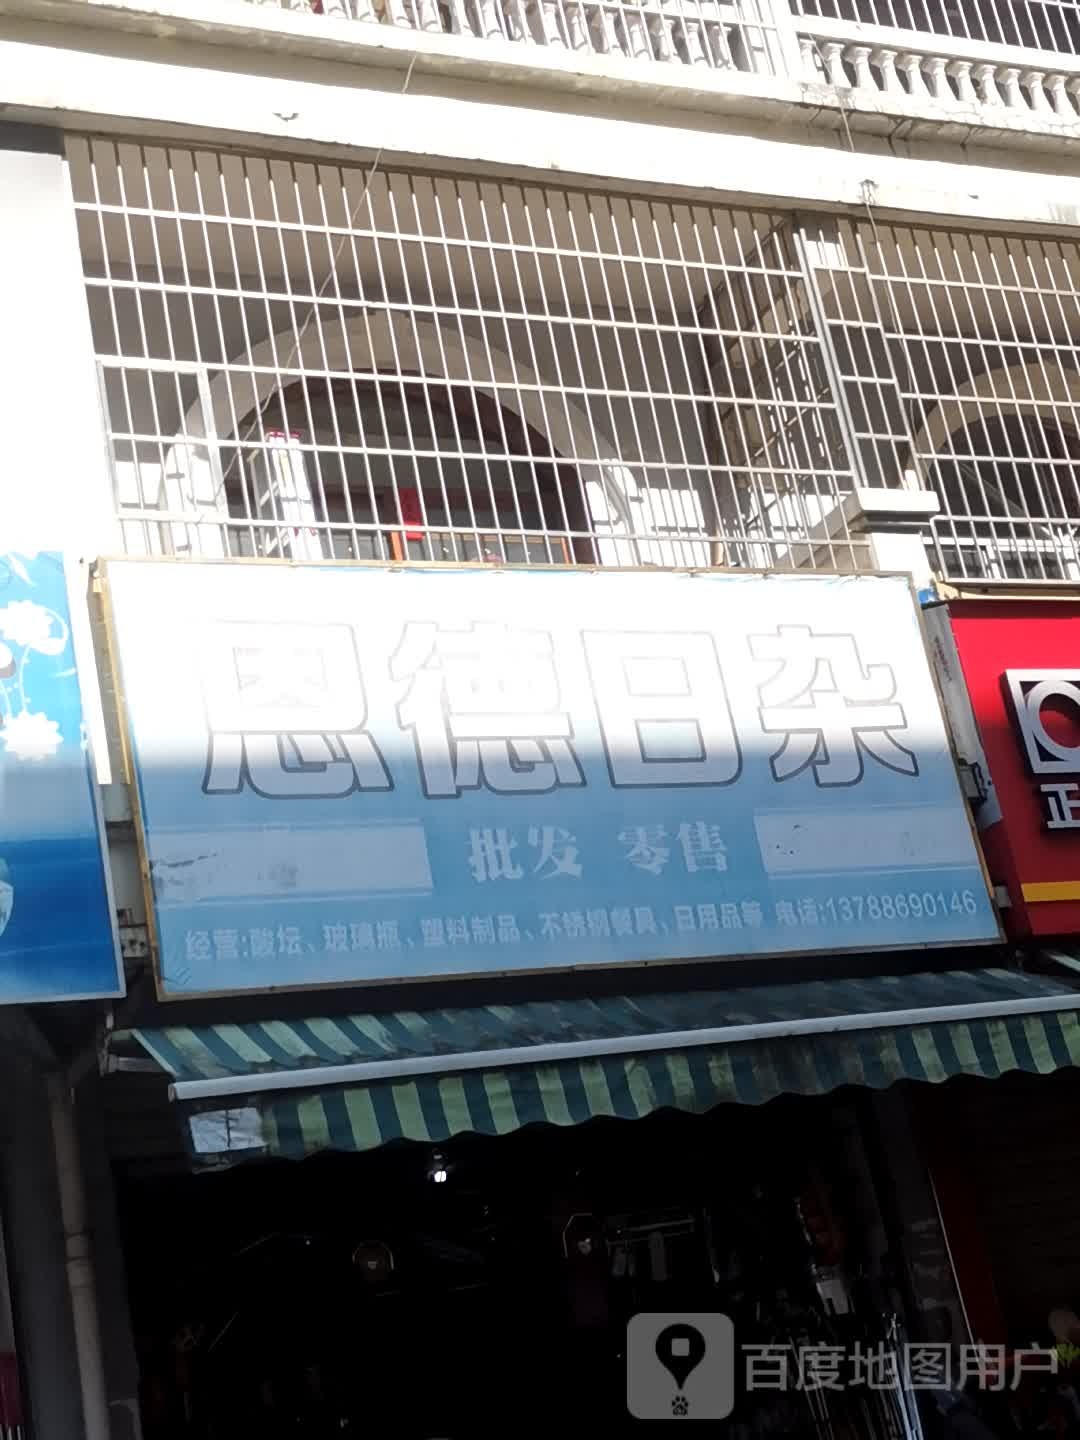 恩德日杂
批发 零售
经营:酸坛、玻璃瓶、塑料制品、不锈钢餐具、日用品等 电话:13788690146
正
百度地图用户